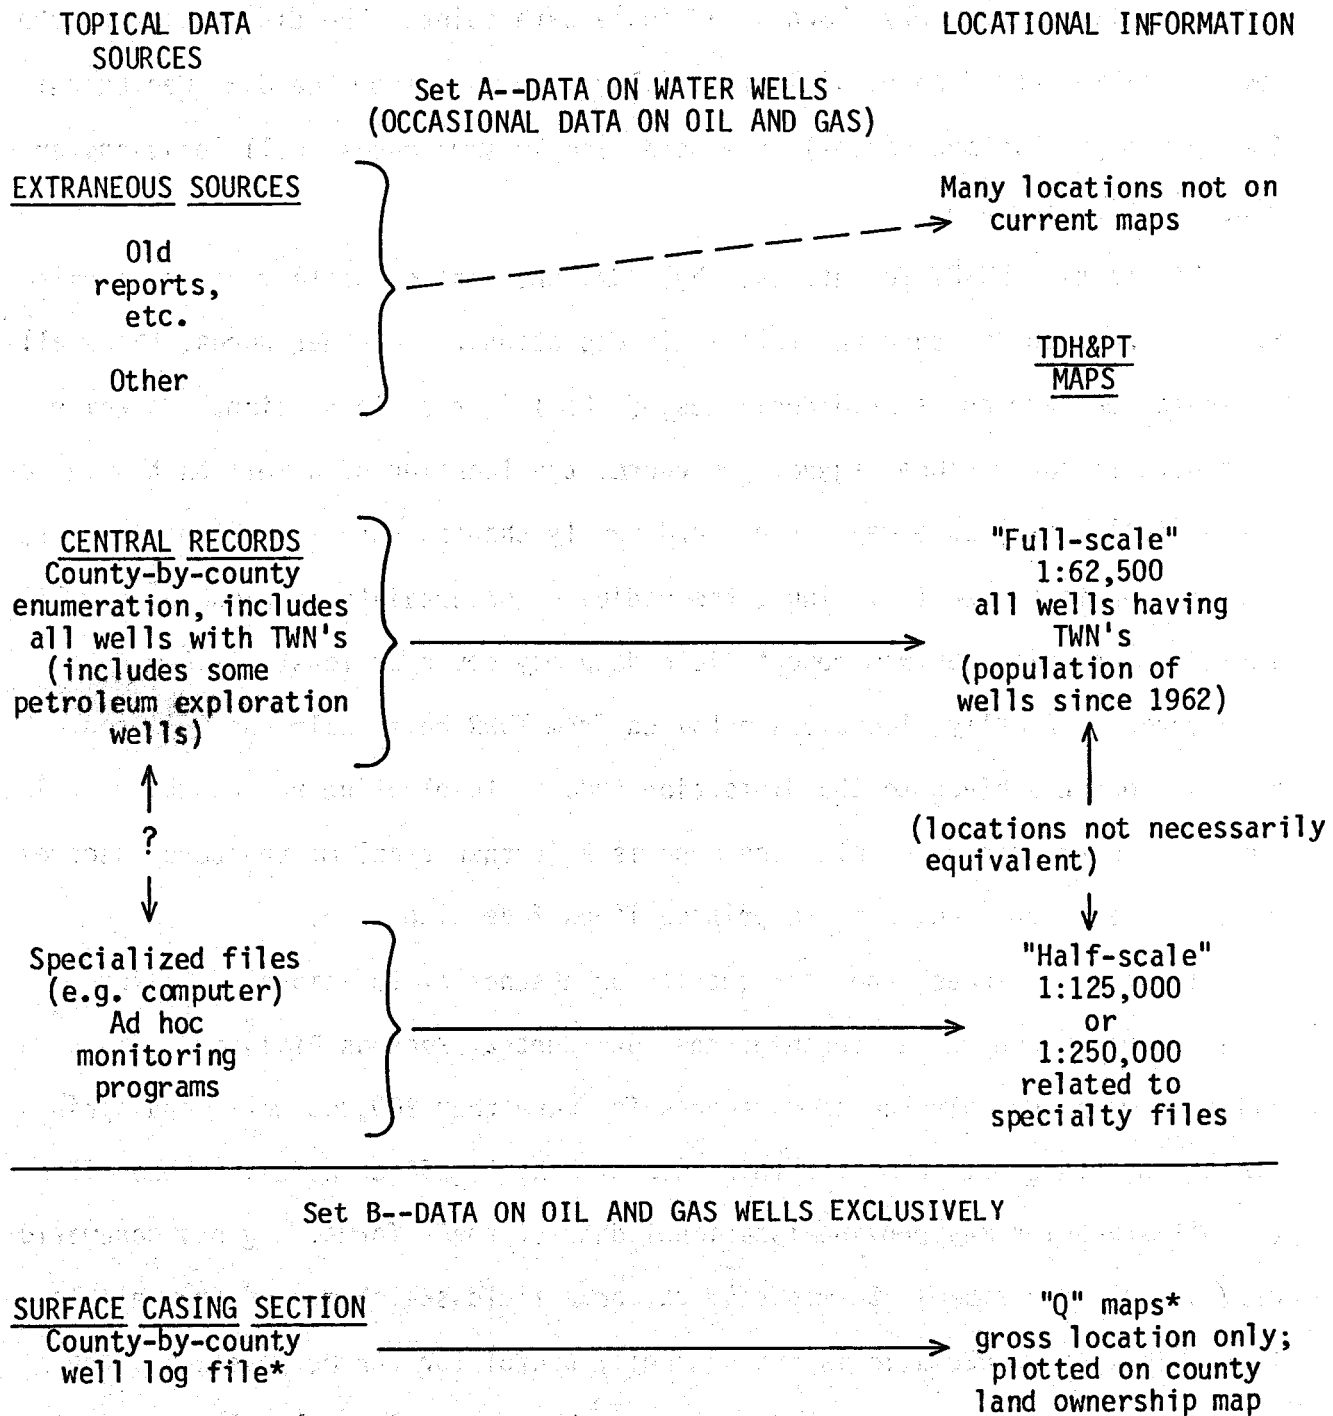 TOPICAL DATA
SOURCES
LOCATIONAL INFORMATION
Set A--DATA ON WATER WELLS
(OCCASIONAL DATA ON OIL AND GAS)
EXTRANEOUS SOURCES
Old
reports,
etc.
Other
Many locations not on
current maps
TDH&PT
MAPS
CENTRAL RECORDS
County-by-county
enumeration, includes
all wells with TWN's
(includes some
petroleum exploration
wells)
"Full-scale"
1:62,500
all wells having
TWN's
(population of
wells since 1962)
?
(locations not necessarily
equivalent)
Specialized files
(e.g. computer)
Ad hoc
monitoring
programs
"Half-scale"
1:125,000
or
1:250,000
related to
specialty files
Set B--DATA ON OIL AND GAS WELLS EXCLUSIVELY
SURFACE CASING SECTION
County-by-county
well log file*
"Q" maps*
gross location only;
plotted on county
land ownership map